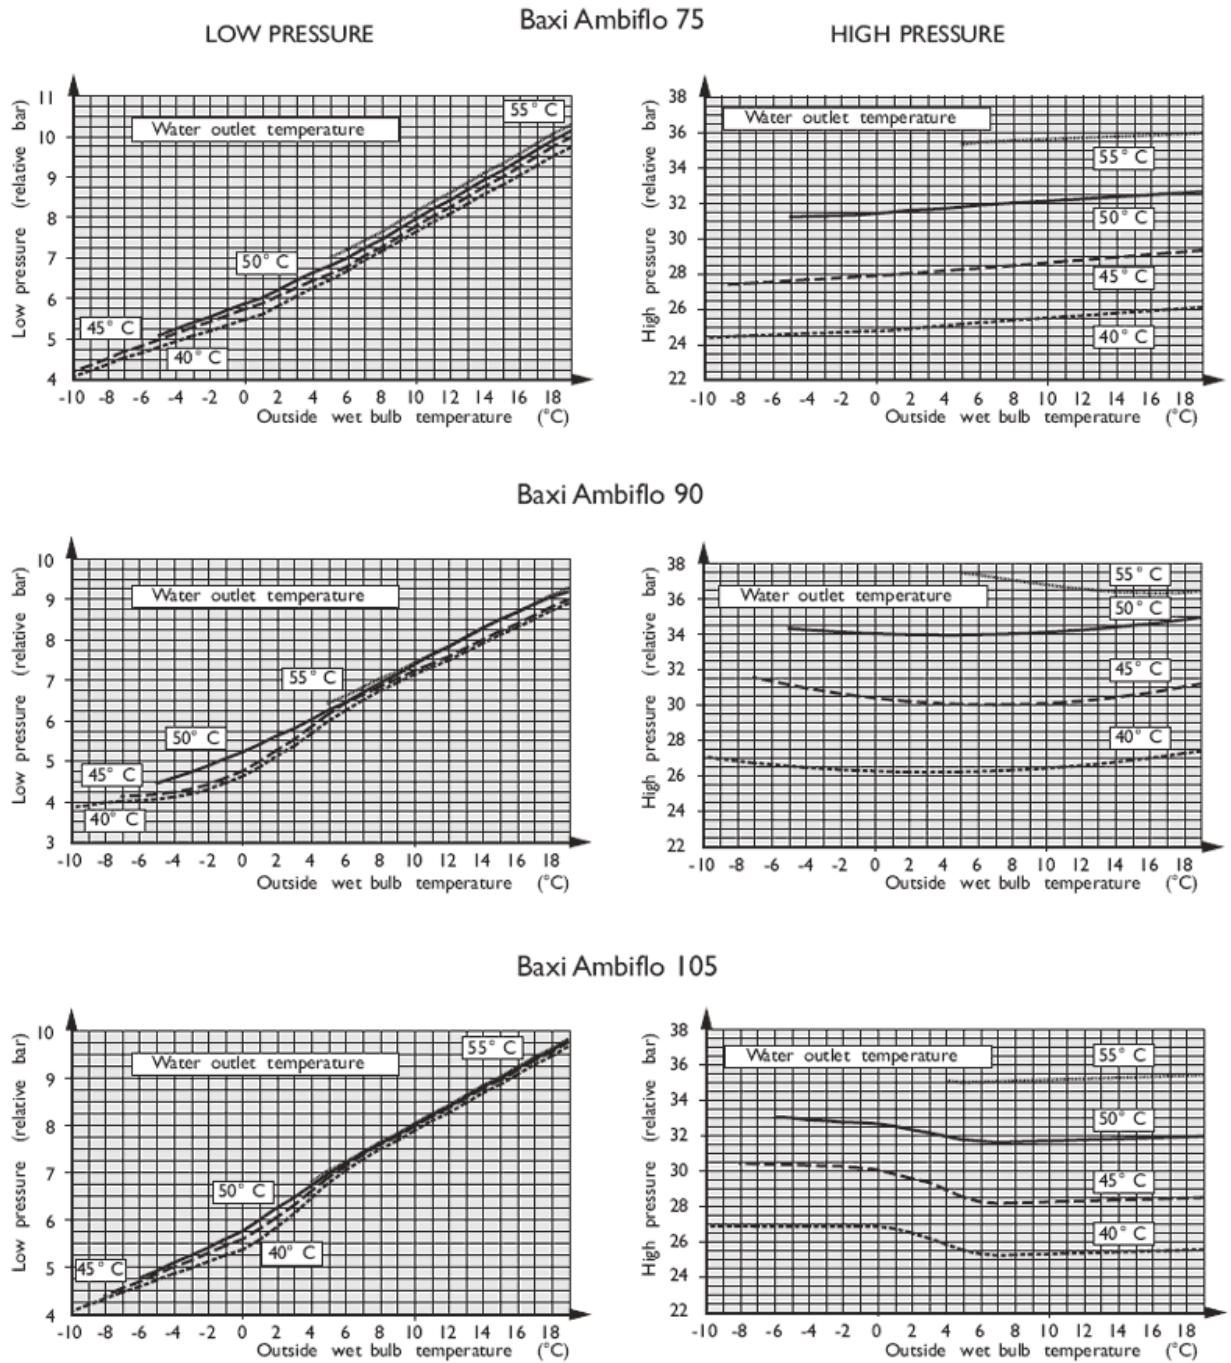 Baxi Ambiflo 75
LOW PRESSURE
HIGH PRESSURE
Low pressure (relative bar)
11
10
9
8
7
6
5
4
Water outlet temperature
55° C
50° C
45° C
40° C
-10 -8 -6 -4 -2 0 2 4 6 8 10 12 14 16 18
Outside wet bulb temperature (°C)
High pressure (relative bar)
38
36
34
32
30
28
26
24
22
Water outlet temperature
55° C
50° C
45° C
40° C
-10 -8 -6 -4 -2 0 2 4 6 8 10 12 14 16 18
Outside wet bulb temperature (°C)
Baxi Ambiflo 90
Low pressure (relative bar)
10
9
8
7
6
5
4
3
Water outlet temperature
55° C
50° C
45° C
40° C
-10 -8 -6 -4 -2 0 2 4 6 8 10 12 14 16 18
Outside wet bulb temperature (°C)
High pressure (relative bar)
38
36
34
32
30
28
26
24
22
55° C
Water outlet temperature
50° C
45° C
40° C
-10 -8 -6 -4 -2 0 2 4 6 8 10 12 14 16 18
Outside wet bulb temperature (°C)
Baxi Ambiflo 105
Low pressure (relative bar)
10
9
8
7
6
5
4
55° C
Water outlet temperature
50° C
40° C
45° C
-10 -8 -6 -4 -2 0 2 4 6 8 10 12 14 16 18
Outside wet bulb temperature (°C)
High pressure (relative bar)
38
36
34
32
30
28
26
24
22
Water outlet temperature
55° C
50° C
45° C
40° C
-10 -8 -6 -4 -2 0 2 4 6 8 10 12 14 16 18
Outside wet bulb temperature (°C)